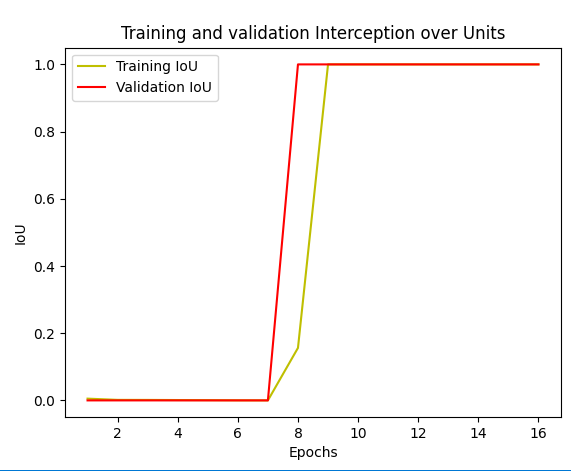 Training and validation Interception over Units
Training IoU
Validation IoU
1.0
0.8
0.6
0.4
0.2
0.0
IoU
2 4 6 8 10 12 14 16
Epochs